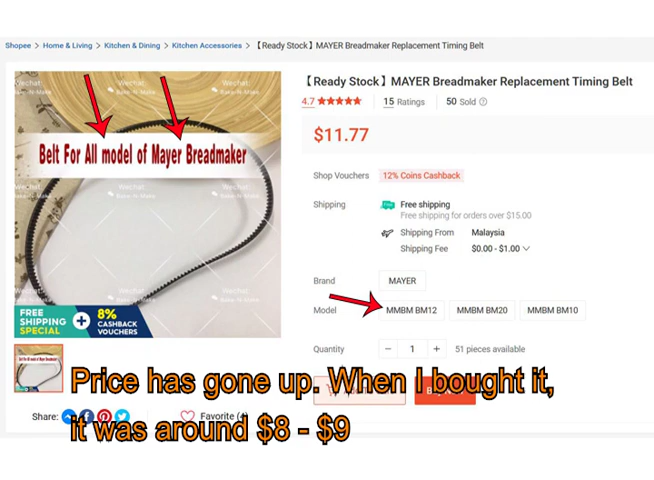 Shopee > Home & Living > Kitchen & Dining > Kitchen Accessories > 【Ready Stock】MAYER Breadmaker Replacement Timing Belt
【Ready Stock】MAYER Breadmaker Replacement Timing Belt
4.7 ★★★★★ 15 Ratings 50 Sold
$11.77
Shop Vouchers 12% Coins Cashback
Shipping Free shipping
Free shipping for orders over $15.00
Shipping From Malaysia
Shipping Fee $0.00 - $1.00
Brand MAYER
Model MMBM BM12 MMBM BM20 MMBM BM10
Quantity - 1 + 51 pieces available
Wechat:
Bake-N-Make
Belt For All model of Mayer Breadmaker
FREE
SHIPPING
SPECIAL
+
8%
CASHBACK
VOUCHERS
Share:
Favorite
Price has gone up. When I bought it,
it was around $8 - $9